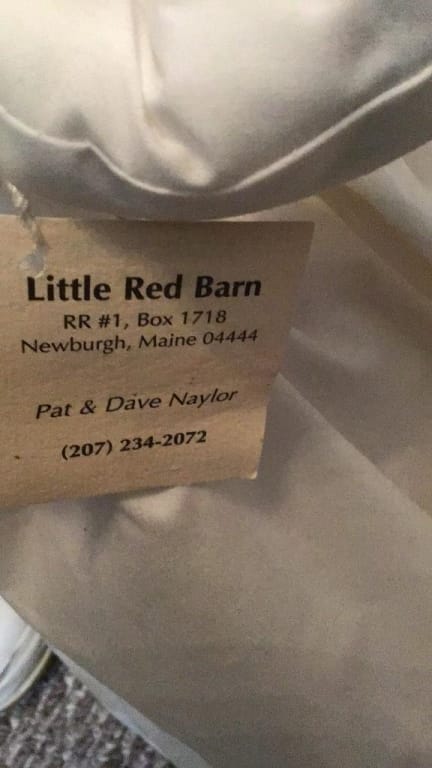 Little Red Barn
RR #1, Box 1718
Newburgh, Maine 04444
Pat & Dave Naylor
(207) 234-2072